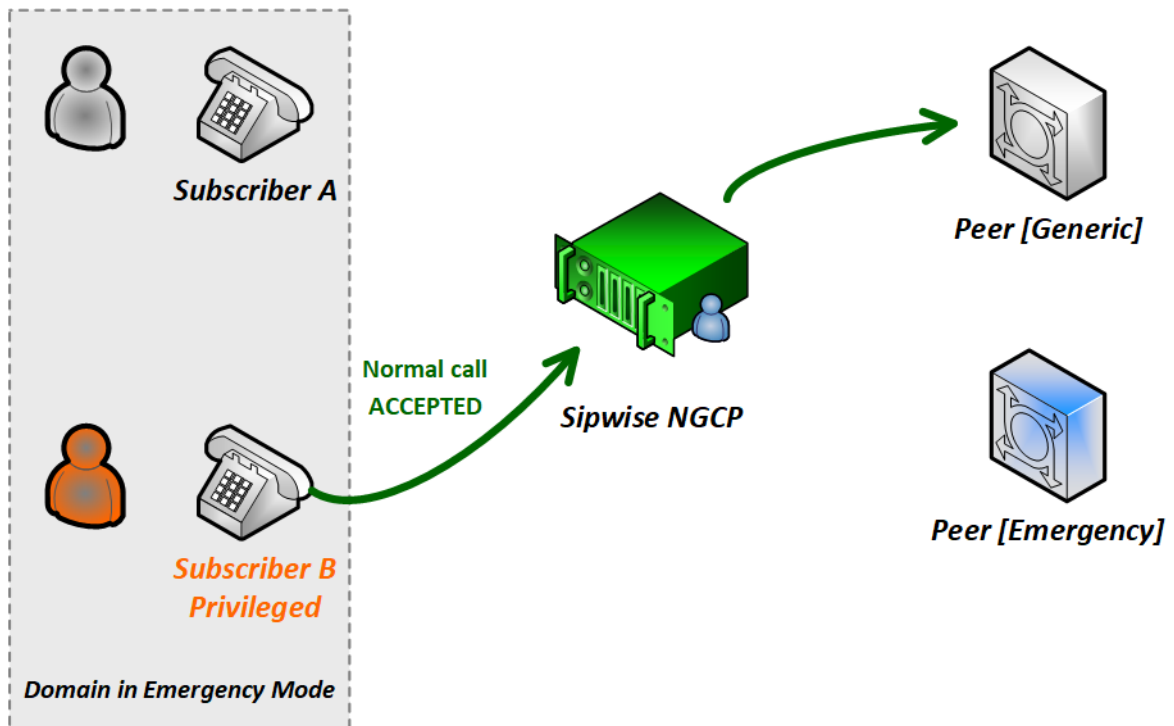 Subscriber A
Peer [Generic]
Normal call
ACCEPTED
Sipwise NGCP
Peer [Emergency]
Subscriber B
Privileged
Domain in Emergency Mode